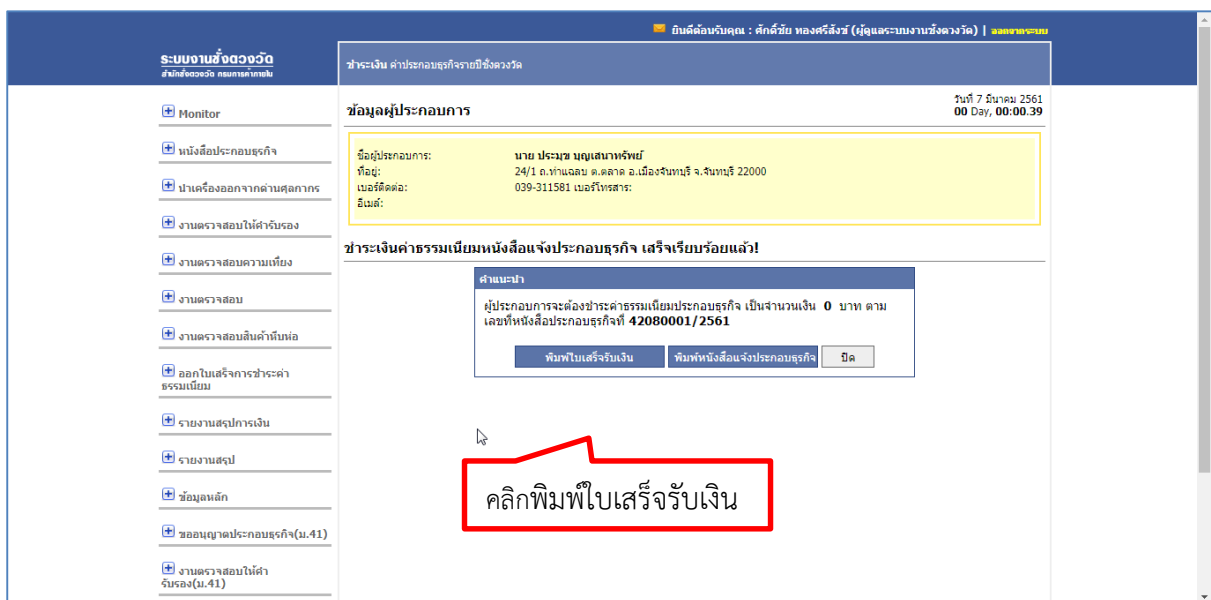 ยินดีต้อนรับคุณ : ศักดิ์ชัย ทองศรีสังข์ (ผู้ดูแลระบบงานชั่งตวงวัด) | ออกจากระบบ
ระบบงานชั่งตวงวัด
สำนักชั่งตวงวัด กรมการค้าภายใน
ชำระเงิน ค่าประกอบธุรกิจรายปีชั่งตวงวัด
วันที่ 7 มีนาคม 2561
00 Day, 00:00.39
ข้อมูลผู้ประกอบการ
ชื่อผู้ประกอบการ: นาย ประมุข บุญเสนาทรัพย์
ที่อยู่: 24/1 ถ.ท่าแฉลบ ต.ตลาด อ.เมืองจันทบุรี จ.จันทบุรี 22000
เบอร์ติดต่อ: 039-311581 เบอร์โทรสาร:
อีเมล์:
ชำระเงินค่าธรรมเนียมหนังสือแจ้งประกอบธุรกิจ เสร็จเรียบร้อยแล้ว!
คำแนะนำ
ผู้ประกอบการจะต้องชำระค่าธรรมเนียมประกอบธุรกิจ เป็นจำนวนเงิน 0 บาท ตาม
เลขที่หนังสือประกอบธุรกิจที่ 42080001/2561
พิมพ์ใบเสร็จรับเงิน พิมพ์หนังสือแจ้งประกอบธุรกิจ ปิด
คลิกพิมพ์ใบเสร็จรับเงิน
Monitor
หนังสือประกอบธุรกิจ
นำเครื่องออกจากด่านศุลกากร
งานตรวจสอบให้คำรับรอง
งานตรวจสอบความเที่ยง
งานตรวจสอบ
งานตรวจสอบสินค้าหีบห่อ
ออกใบเสร็จการชำระค่า
ธรรมเนียม
รายงานสรุปการเงิน
รายงานสรุป
ข้อมูลหลัก
ขออนุญาตประกอบธุรกิจ(ม.41)
งานตรวจสอบให้คำ
รับรอง(ม.41)